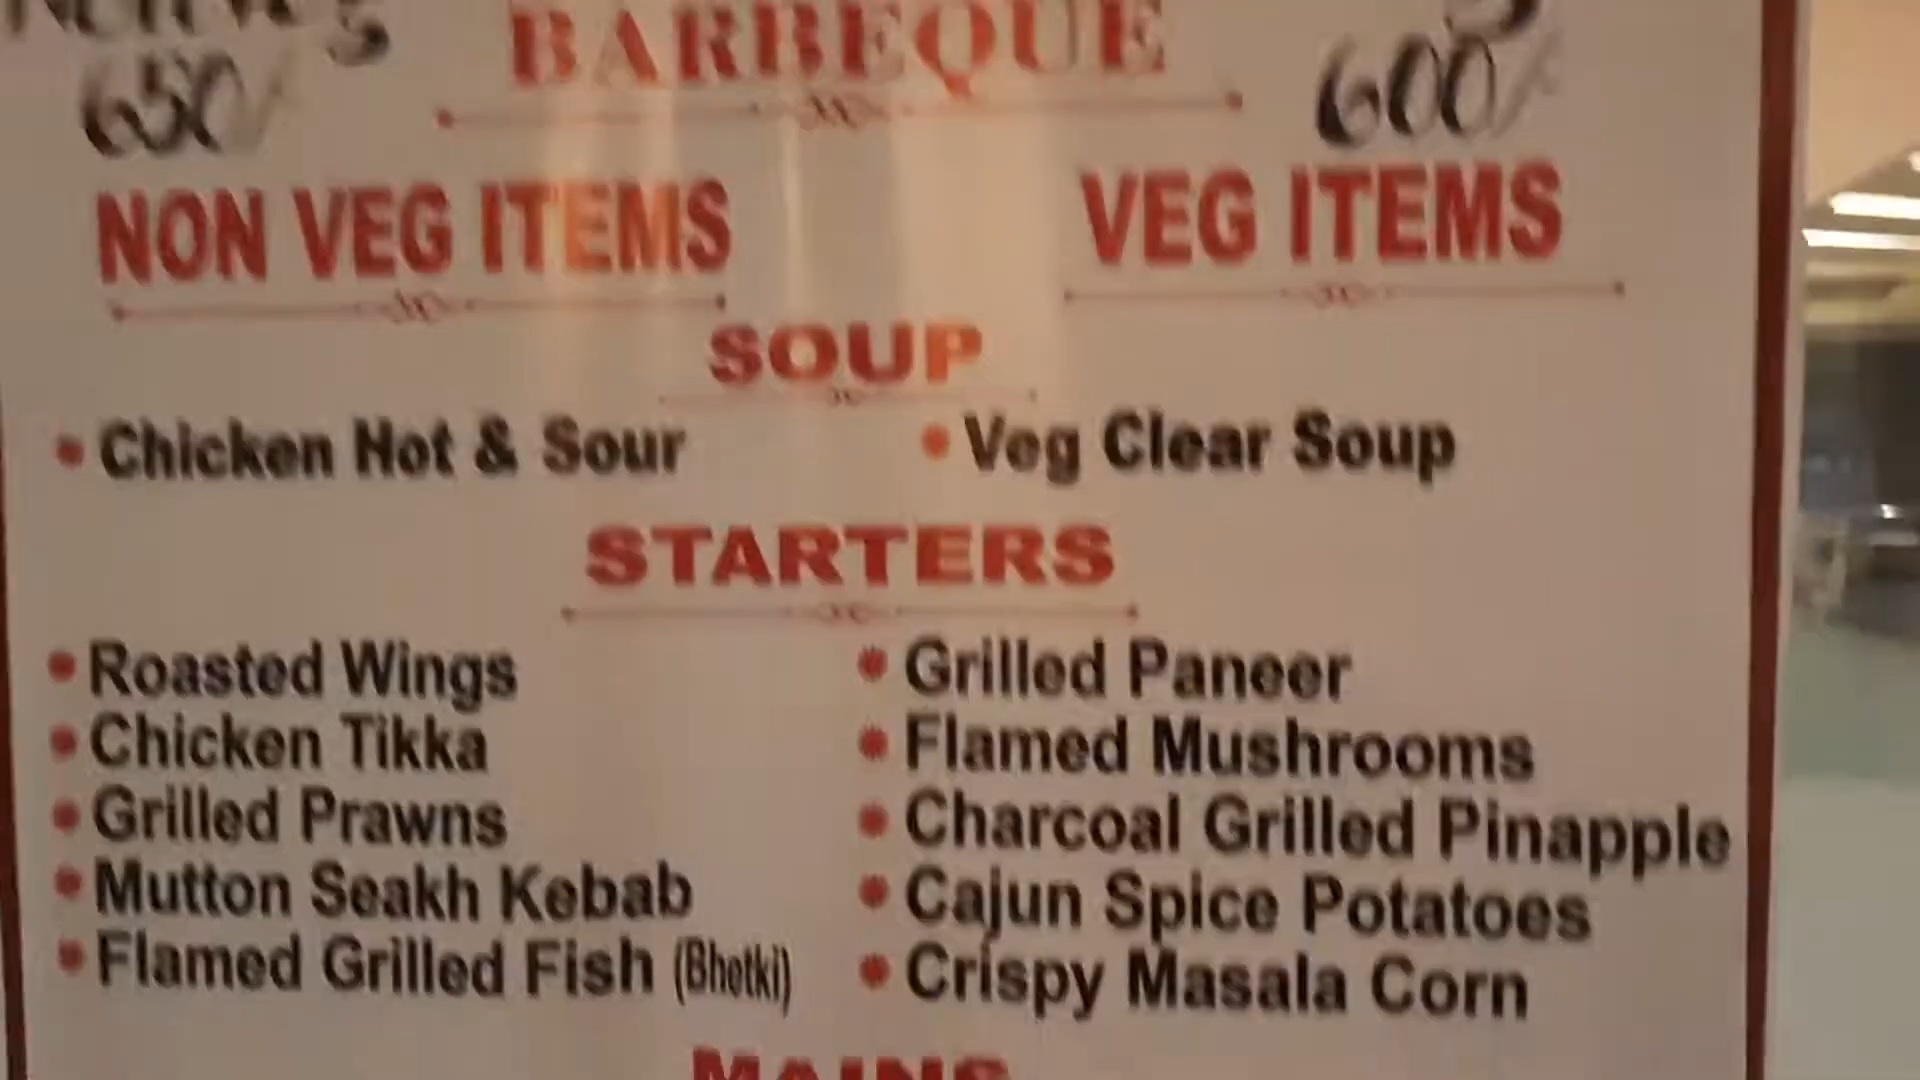 BARBEQUE
650/ 600/
NON VEG ITEMS VEG ITEMS
SOUP
• Chicken Hot & Sour • Veg Clear Soup
STARTERS
• Roasted Wings • Grilled Paneer
• Chicken Tikka • Flamed Mushrooms
• Grilled Prawns • Charcoal Grilled Pinapple
• Mutton Seakh Kebab • Cajun Spice Potatoes
• Flamed Grilled Fish (Bhetki) • Crispy Masala Corn
MAINS